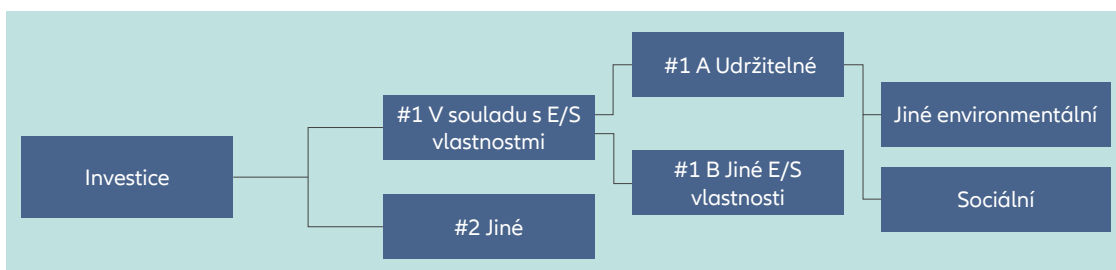 Investice
#1 V souladu s E/S
vlastnostmi
#2 Jiné
#1 A Udržitelné
#1 B Jiné E/S
vlastnosti
Jiné environmentální
Sociální